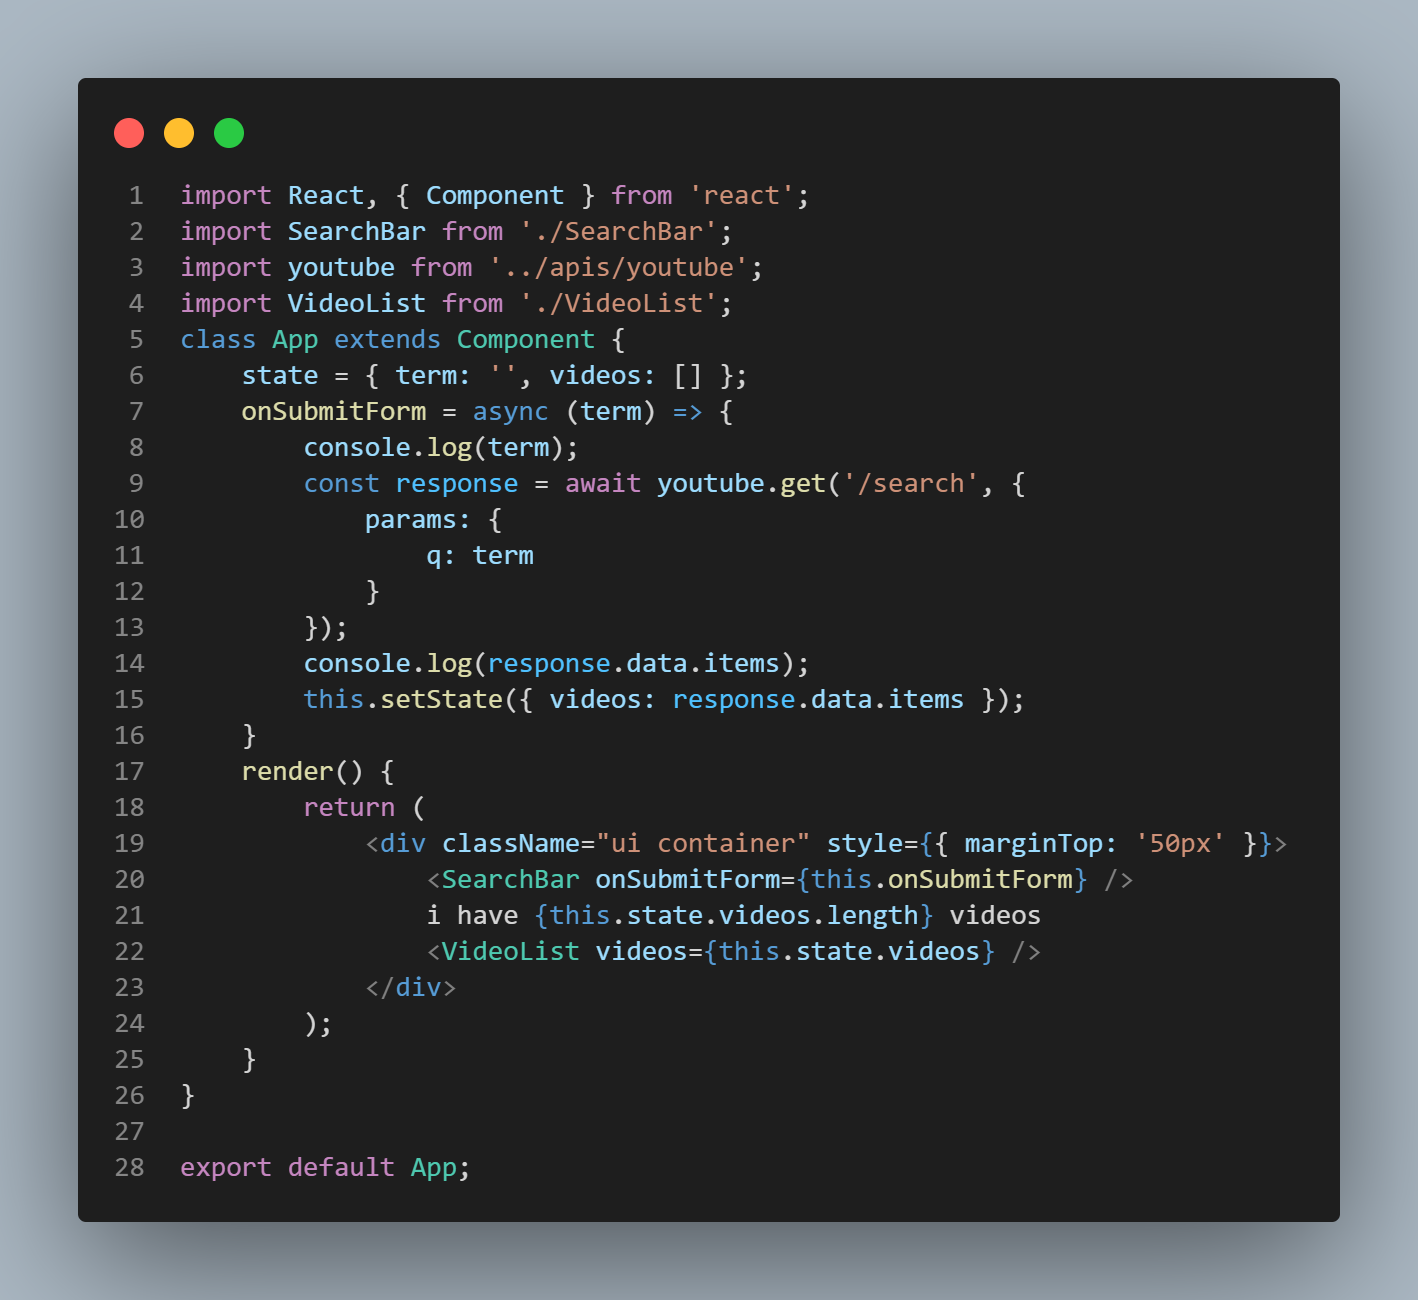 1 import React, { Component } from 'react';
2 import SearchBar from './SearchBar';
3 import youtube from '../apis/youtube';
4 import VideoList from './VideoList';
5 class App extends Component {
6     state = { term: '', videos: [] };
7     onSubmitForm = async (term) => {
8         console.log(term);
9         const response = await youtube.get('/search', {
10             params: {
11                 q: term
12             }
13         });
14         console.log(response.data.items);
15         this.setState({ videos: response.data.items });
16     }
17     render() {
18         return (
19             <div className="ui container" style={{ marginTop: '50px' }}>
20                 <SearchBar onSubmitForm={this.onSubmitForm} />
21                 i have {this.state.videos.length} videos
22                 <VideoList videos={this.state.videos} />
23             </div>
24         );
25     }
26 }
27
28 export default App;